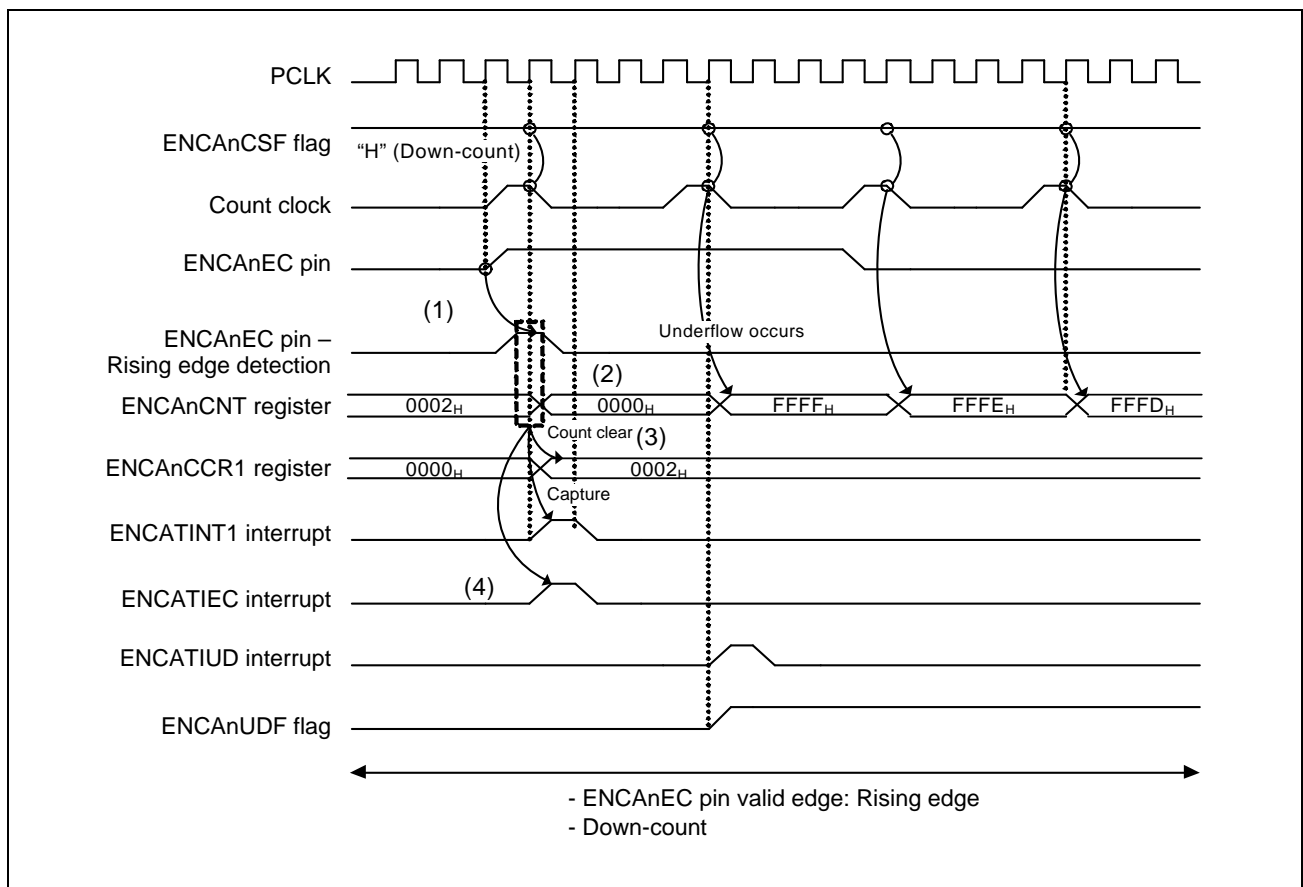 PCLK
ENCAnCSF flag
“H” (Down-count)
Count clock
ENCAnEC pin
(1)
ENCAnEC pin –
Rising edge detection
Underflow occurs
(2)
ENCAnCNT register
0002H
0000H
FFFFH
FFFEH
FFFDH
Count clear
(3)
ENCAnCCR1 register
0000H
0002H
Capture
ENCATINT1 interrupt
(4)
ENCATIEC interrupt
ENCATIUD interrupt
ENCAnUDF flag
- ENCAnEC pin valid edge: Rising edge
- Down-count